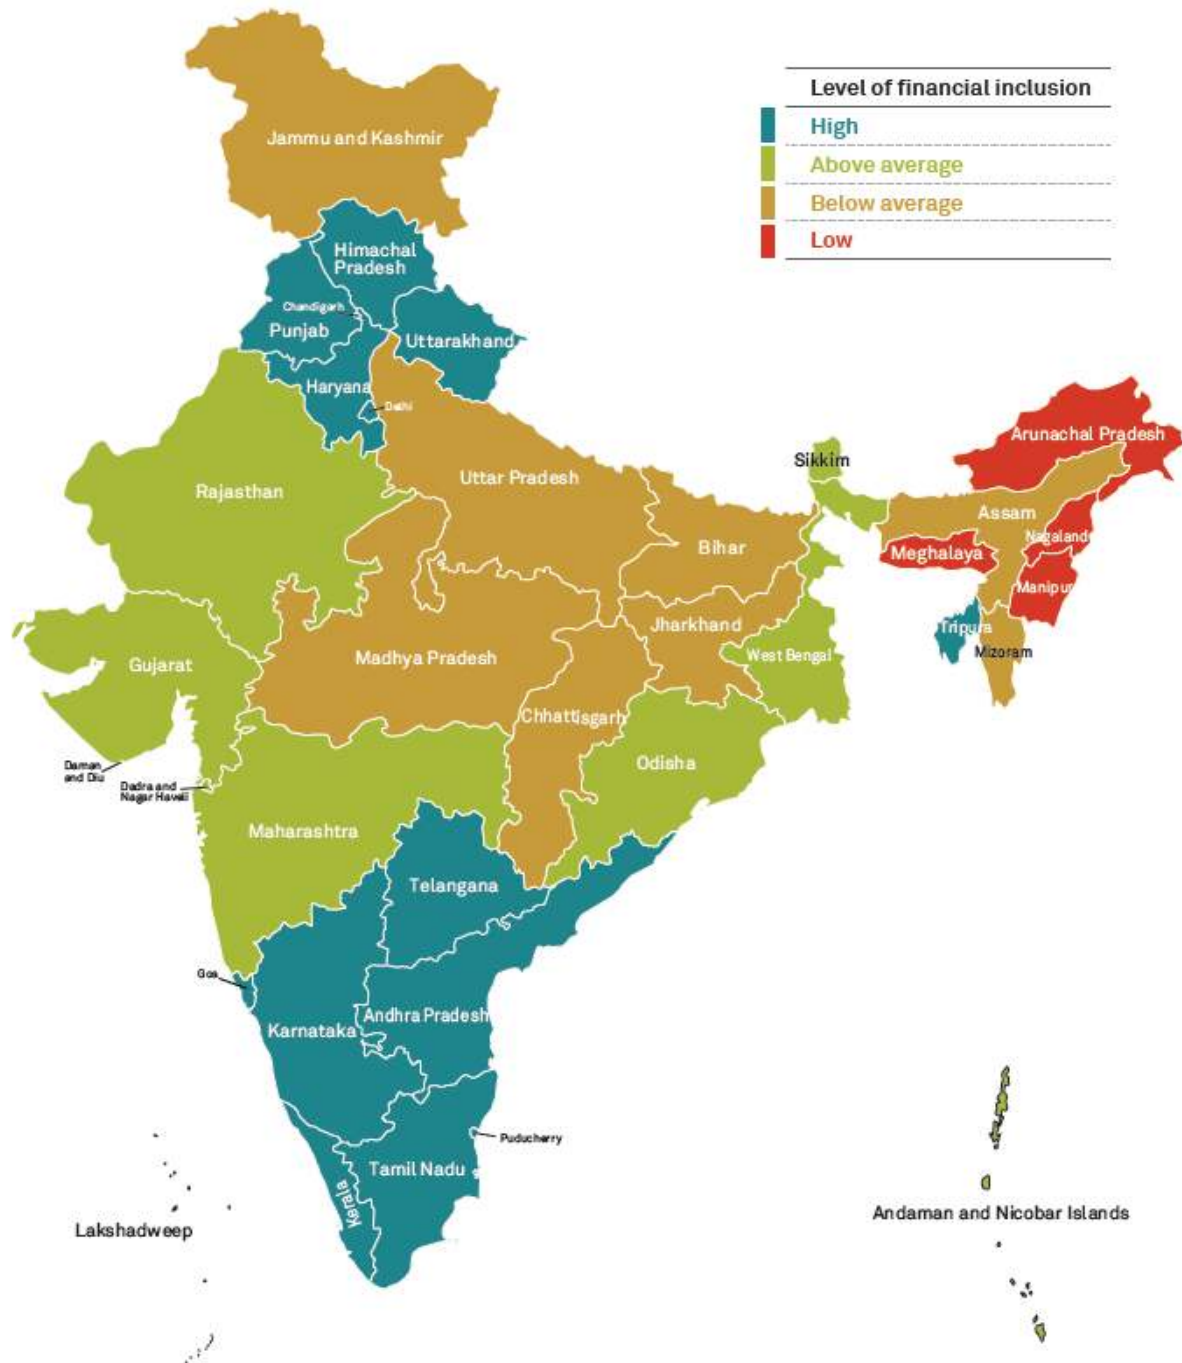 Level of financial inclusion
High
Above average
Below average
Low
Jammu and Kashmir
Himachal
Pradesh
Chandigarh
Punjab
Uttarakhand
Haryana
Delhi
Arunachal Pradesh
Sikkim
Rajasthan
Uttar Pradesh
Assam
Nagaland
Bihar
Meghalaya
Manipur
Jharkhand
Tripura
Gujarat
Madhya Pradesh
West Bengal
Mizoram
Chhattisgarh
Odisha
Daman
and Diu
Dadra and
Nagar Haveli
Maharashtra
Telangana
Goa
Karnataka
Andhra Pradesh
Puducherry
Tamil Nadu
Kerala
Lakshadweep
Andaman and Nicobar Islands